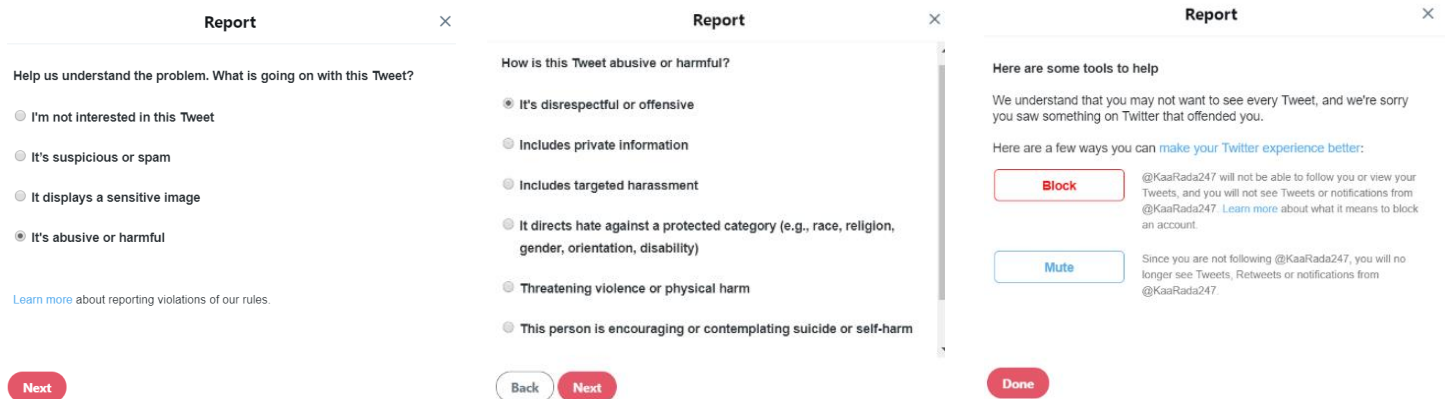 Report
Help us understand the problem. What is going on with this Tweet?
I'm not interested in this Tweet
It's suspicious or spam
It displays a sensitive image
It's abusive or harmful
Learn more about reporting violations of our rules.
Next
Report
How is this Tweet abusive or harmful?
It's disrespectful or offensive
Includes private information
Includes targeted harassment
It directs hate against a protected category (e.g., race, religion,
gender, orientation, disability)
Threatening violence or physical harm
This person is encouraging or contemplating suicide or self-harm
Back
Next
Report
Here are some tools to help
We understand that you may not want to see every Tweet, and we're sorry
you saw something on Twitter that offended you.
Here are a few ways you can make your Twitter experience better:
Block
@KaaRada247 will not be able to follow you or view your
Tweets, and you will not see Tweets or notifications from
@KaaRada247. Learn more about what it means to block
an account.
Mute
Since you are not following @KaaRada247, you will no
longer see Tweets, Retweets or notifications from
@KaaRada247.
Done